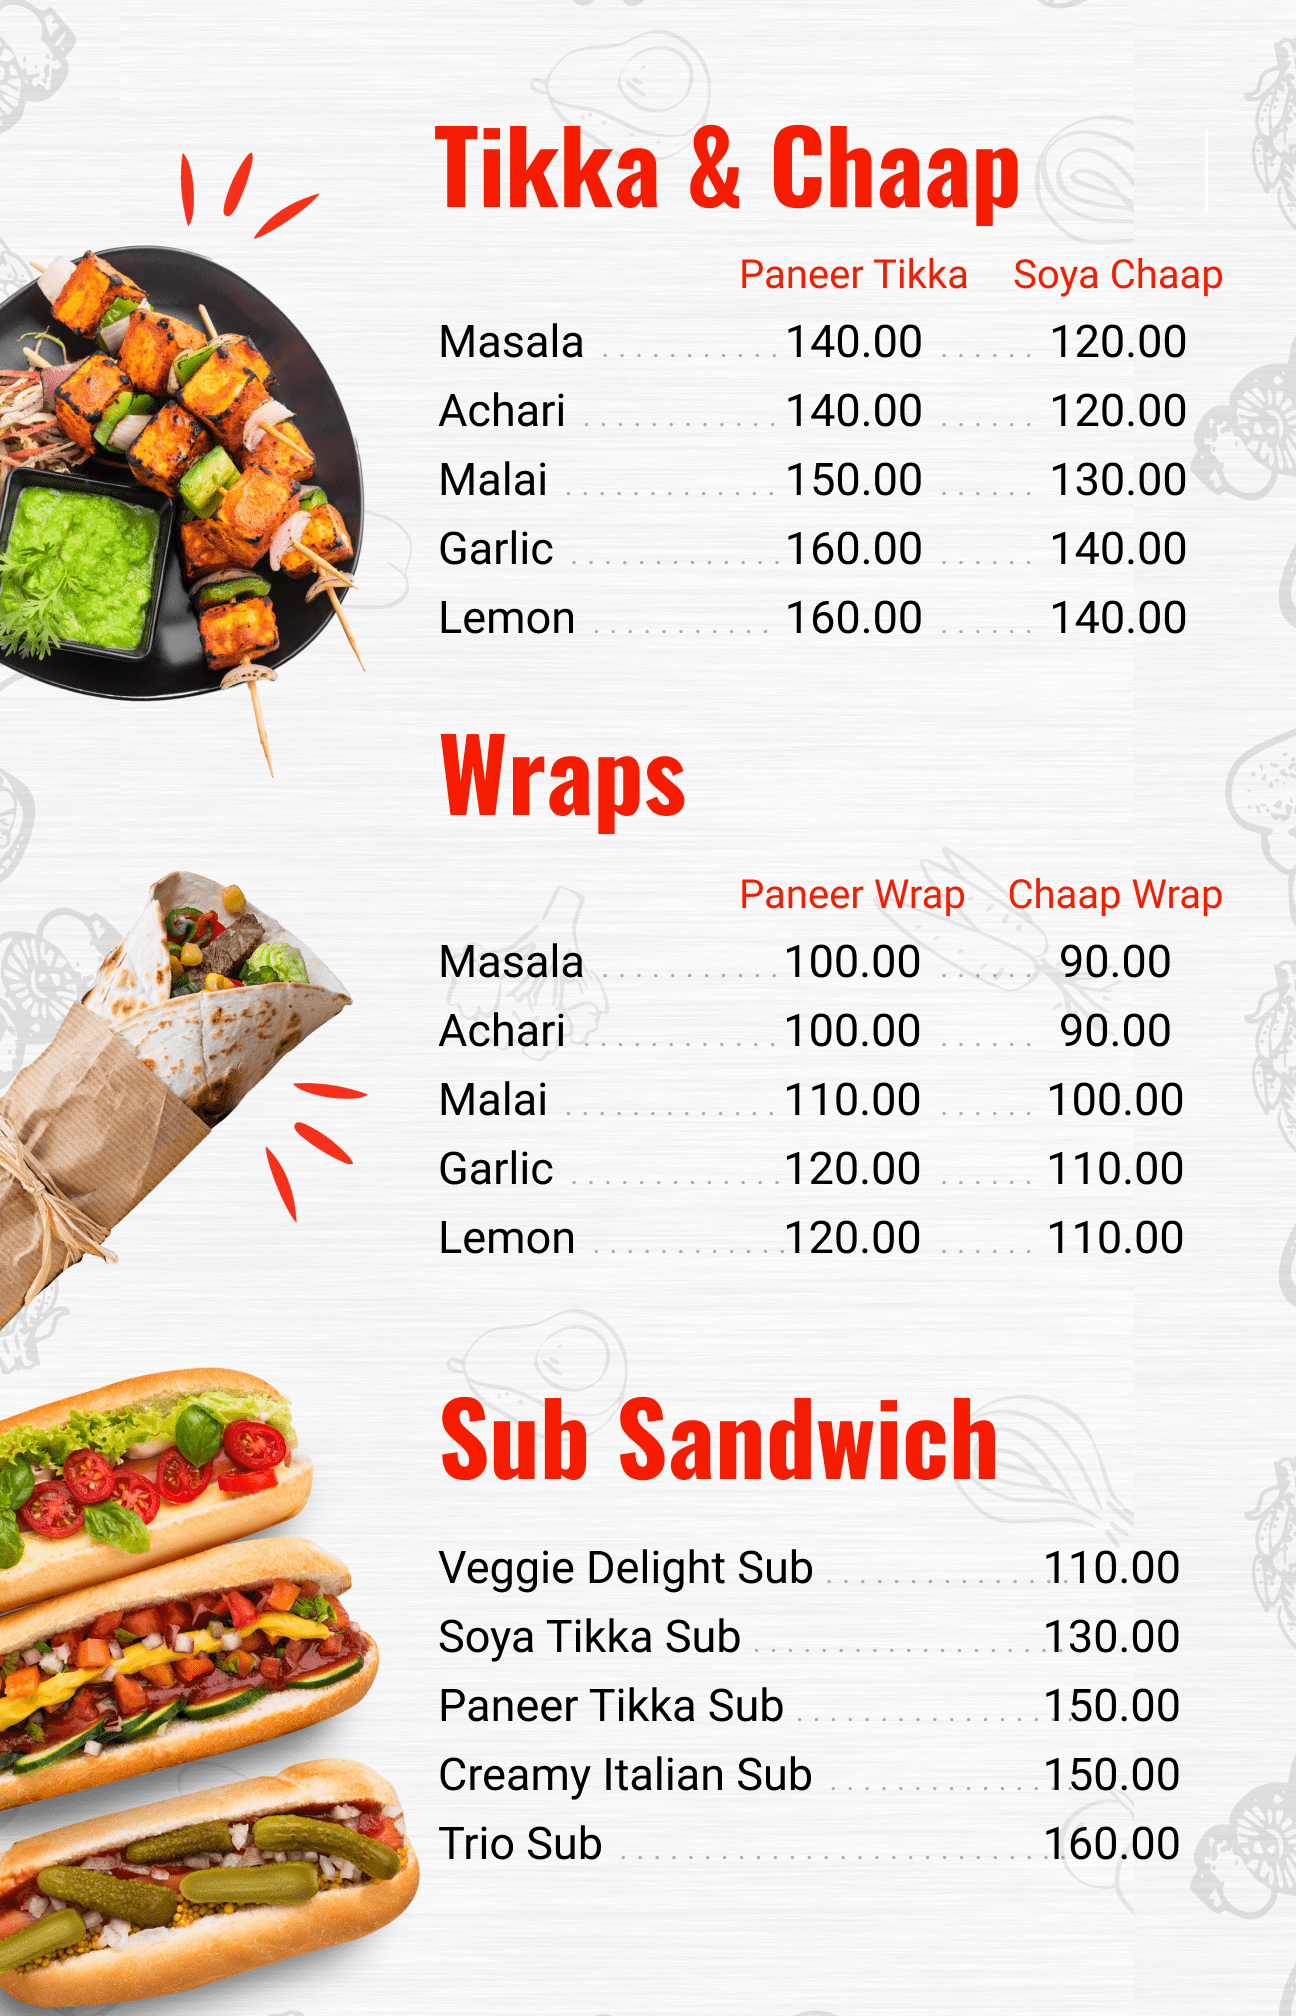 Tikka & Chaap
Paneer Tikka Soya Chaap
Masala ........... 140.00 ...... 120.00
Achari ............ 140.00 ...... 120.00
Malai ............. 150.00 ...... 130.00
Garlic ............. 160.00 ...... 140.00
Lemon ........... 160.00 ...... 140.00
Wraps
Paneer Wrap Chaap Wrap
Masala ........... 100.00 ...... 90.00
Achari ............ 100.00 ...... 90.00
Malai ............. 110.00 ...... 100.00
Garlic ............. 120.00 ...... 110.00
Lemon ............ 120.00 ...... 110.00
Sub Sandwich
Veggie Delight Sub .............. 110.00
Soya Tikka Sub .................. 130.00
Paneer Tikka Sub ................ 150.00
Creamy Italian Sub .............. 150.00
Trio Sub ......................... 160.00